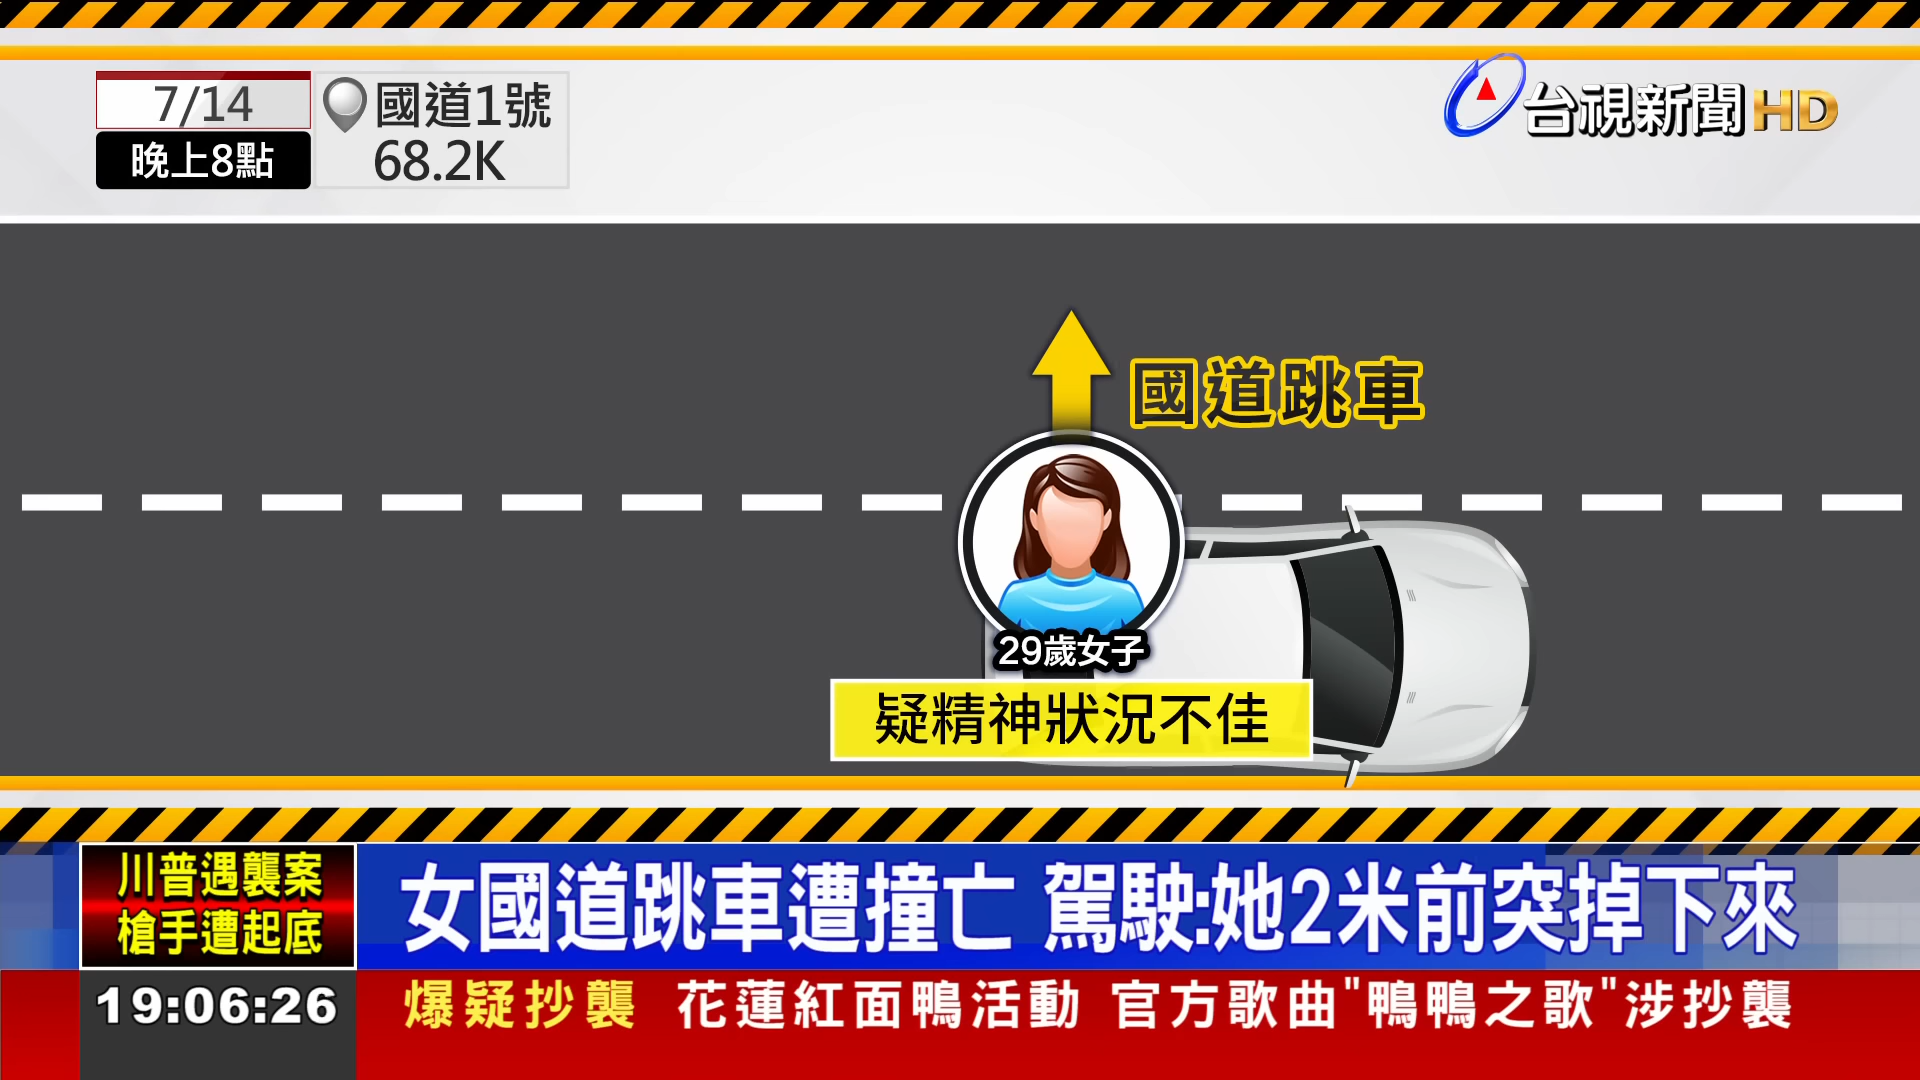 7/14
晚上8點
國道1號
68.2K
台視新聞HD
國道跳車
29歲女子
疑精神狀況不佳
川普遇襲案
槍手遭起底
女國道跳車遭撞亡 駕駛:她2米前突掉下來
19:06:26
爆疑抄襲 花蓮紅面鴨活動 官方歌曲"鴨鴨之歌"涉抄襲